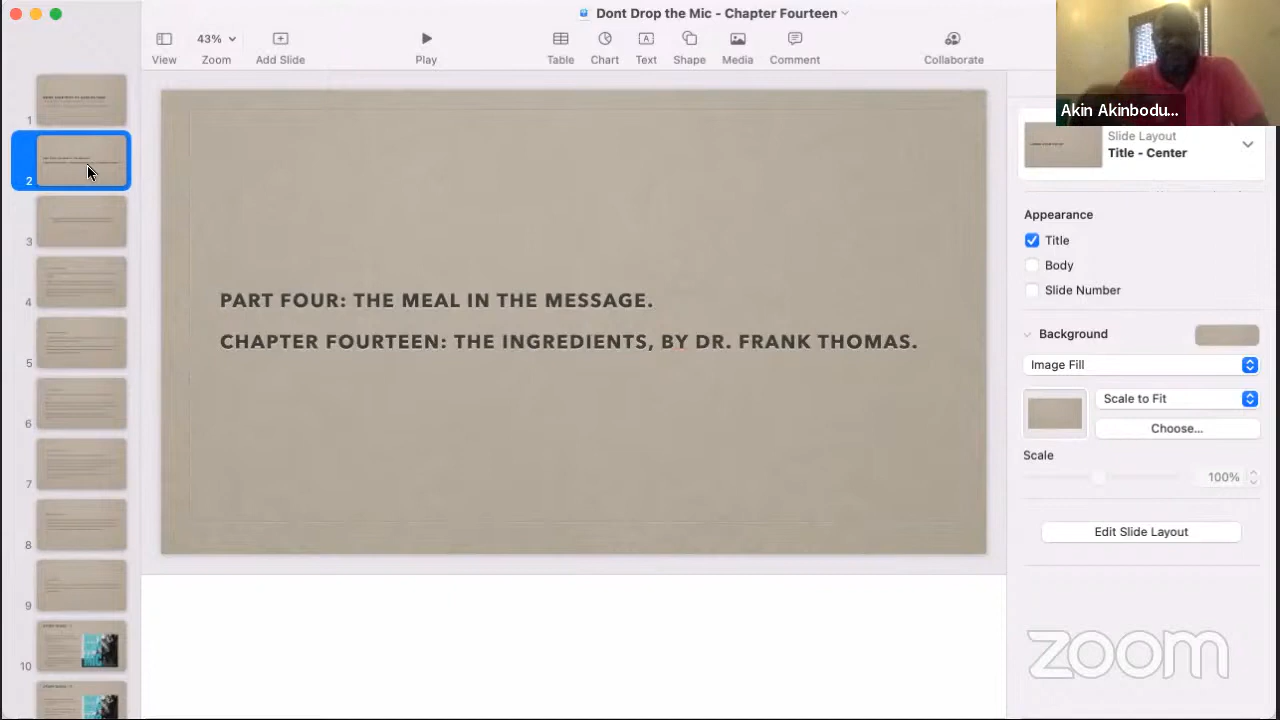 Dont Drop the Mic - Chapter Fourteen
43%
View
Zoom
Add Slide
Play
Table
Chart
Text
Shape
Media
Comment
Collaborate
Akin Akinbodu...
1
2
3
4
5
6
7
8
9
10
PART FOUR: THE MEAL IN THE MESSAGE.
CHAPTER FOURTEEN: THE INGREDIENTS, BY DR. FRANK THOMAS.
Slide Layout
Title - Center
Appearance
Title
Body
Slide Number
Background
Image Fill
Scale to Fit
Choose...
Scale
100%
Edit Slide Layout
zoom